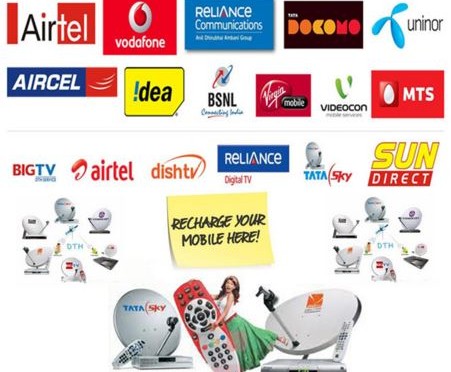 Airtel
vodafone
RELIANCE
Communications
Anil Dhirubhai Ambani Group
TATA
DOCOMO
uninor
AIRCEL
!dea
BSNL
Connecting India
Virgin
mobile
VIDEOCON
mobile services
MTS
BIGTV
airtel
dishtv
RELIANCE
Digital TV
TATA Sky
SUN
DIRECT
RECHARGE YOUR
MOBILE HERE!
DTH
DTH
TATA Sky